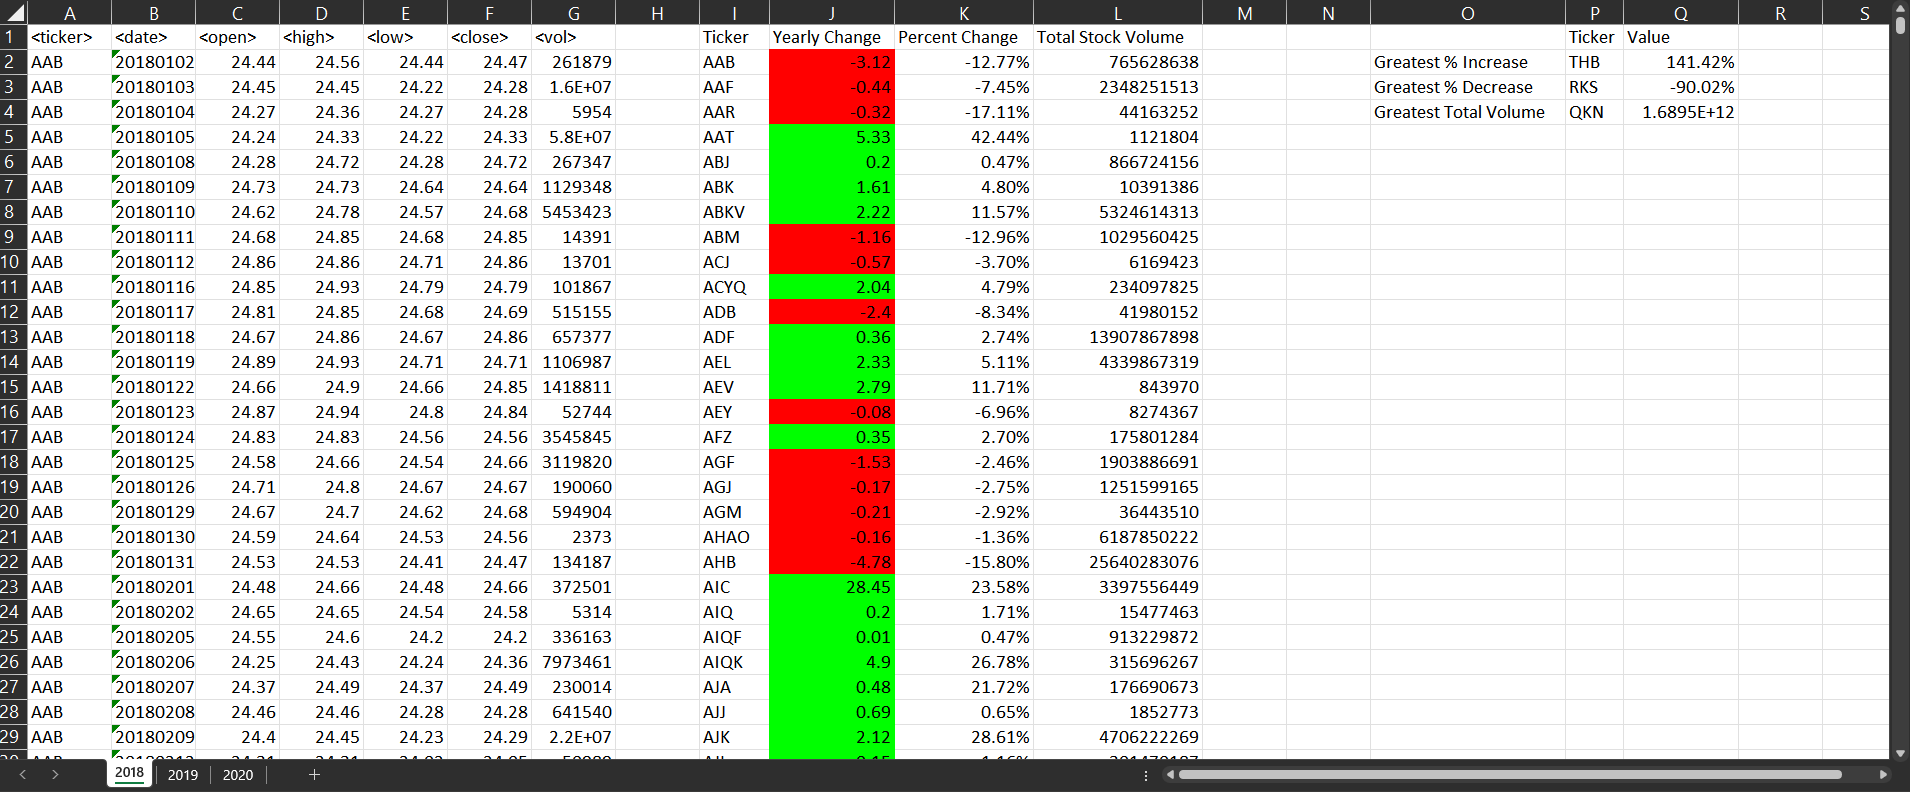 A B C D E F G H I J K L M N O P Q R S
1 <ticker> <date> <open> <high> <low> <close> <vol> Ticker Yearly Change Percent Change Total Stock Volume Ticker Value
2 AAB 20180102 24.44 24.56 24.44 24.47 261879 AAB -3.12 -12.77% 765628638 Greatest % Increase THB 141.42%
3 AAB 20180103 24.45 24.45 24.22 24.28 1.6E+07 AAF -0.44 -7.45% 2348251513 Greatest % Decrease RKS -90.02%
4 AAB 20180104 24.27 24.36 24.27 24.28 5954 AAR -0.32 -17.11% 44163252 Greatest Total Volume QKN 1.6895E+12
5 AAB 20180105 24.24 24.33 24.22 24.33 5.8E+07 AAT 5.33 42.44% 1121804
6 AAB 20180108 24.28 24.72 24.28 24.72 267347 ABJ 0.2 0.47% 866724156
7 AAB 20180109 24.73 24.73 24.64 24.64 1129348 ABK 1.61 4.80% 10391386
8 AAB 20180110 24.62 24.78 24.57 24.68 5453423 ABKV 2.22 11.57% 5324614313
9 AAB 20180111 24.68 24.85 24.68 24.85 14391 ABM -1.16 -12.96% 1029560425
10 AAB 20180112 24.86 24.86 24.71 24.86 13701 ACJ -0.57 -3.70% 6169423
11 AAB 20180116 24.85 24.93 24.79 24.79 101867 ACYQ 2.04 4.79% 234097825
12 AAB 20180117 24.81 24.85 24.68 24.69 515155 ADB -2.4 -8.34% 41980152
13 AAB 20180118 24.67 24.86 24.67 24.86 657377 ADF 0.36 2.74% 13907867898
14 AAB 20180119 24.89 24.93 24.71 24.71 1106987 AEL 2.33 5.11% 4339867319
15 AAB 20180122 24.66 24.9 24.66 24.85 1418811 AEV 2.79 11.71% 843970
16 AAB 20180123 24.87 24.94 24.8 24.84 52744 AEY -0.08 -6.96% 8274367
17 AAB 20180124 24.83 24.83 24.56 24.56 3545845 AFZ 0.35 2.70% 175801284
18 AAB 20180125 24.58 24.66 24.54 24.66 3119820 AGF -1.53 -2.46% 1903886691
19 AAB 20180126 24.71 24.8 24.67 24.67 190060 AGJ -0.17 -2.75% 1251599165
20 AAB 20180129 24.67 24.7 24.62 24.68 594904 AGM -0.21 -2.92% 36443510
21 AAB 20180130 24.59 24.64 24.53 24.56 2373 AHAO -0.16 -1.36% 6187850222
22 AAB 20180131 24.53 24.53 24.41 24.47 134187 AHB -4.78 -15.80% 25640283076
23 AAB 20180201 24.48 24.66 24.48 24.66 372501 AIC 28.45 23.58% 3397556449
24 AAB 20180202 24.65 24.65 24.54 24.58 5314 AIQ 0.2 1.71% 15477463
25 AAB 20180205 24.55 24.6 24.2 24.2 336163 AIQF 0.01 0.47% 913229872
26 AAB 20180206 24.25 24.43 24.24 24.36 7973461 AIQK 4.9 26.78% 315696267
27 AAB 20180207 24.37 24.49 24.37 24.49 230014 AJA 0.48 21.72% 176690673
28 AAB 20180208 24.46 24.46 24.28 24.28 641540 AJJ 0.69 0.65% 1852773
29 AAB 20180209 24.4 24.45 24.23 24.29 2.2E+07 AJK 2.12 28.61% 4706222269
2018 2019 2020